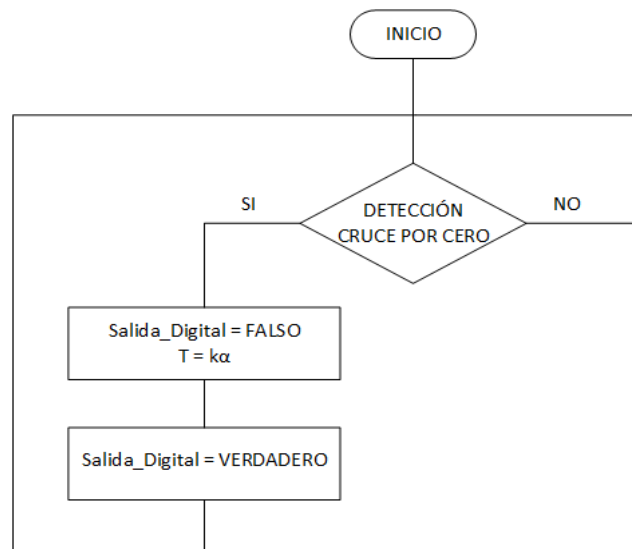 INICIO
DETECCIÓN
CRUCE POR CERO
SI
NO
Salida_Digital = FALSO
T = kα
Salida_Digital = VERDADERO